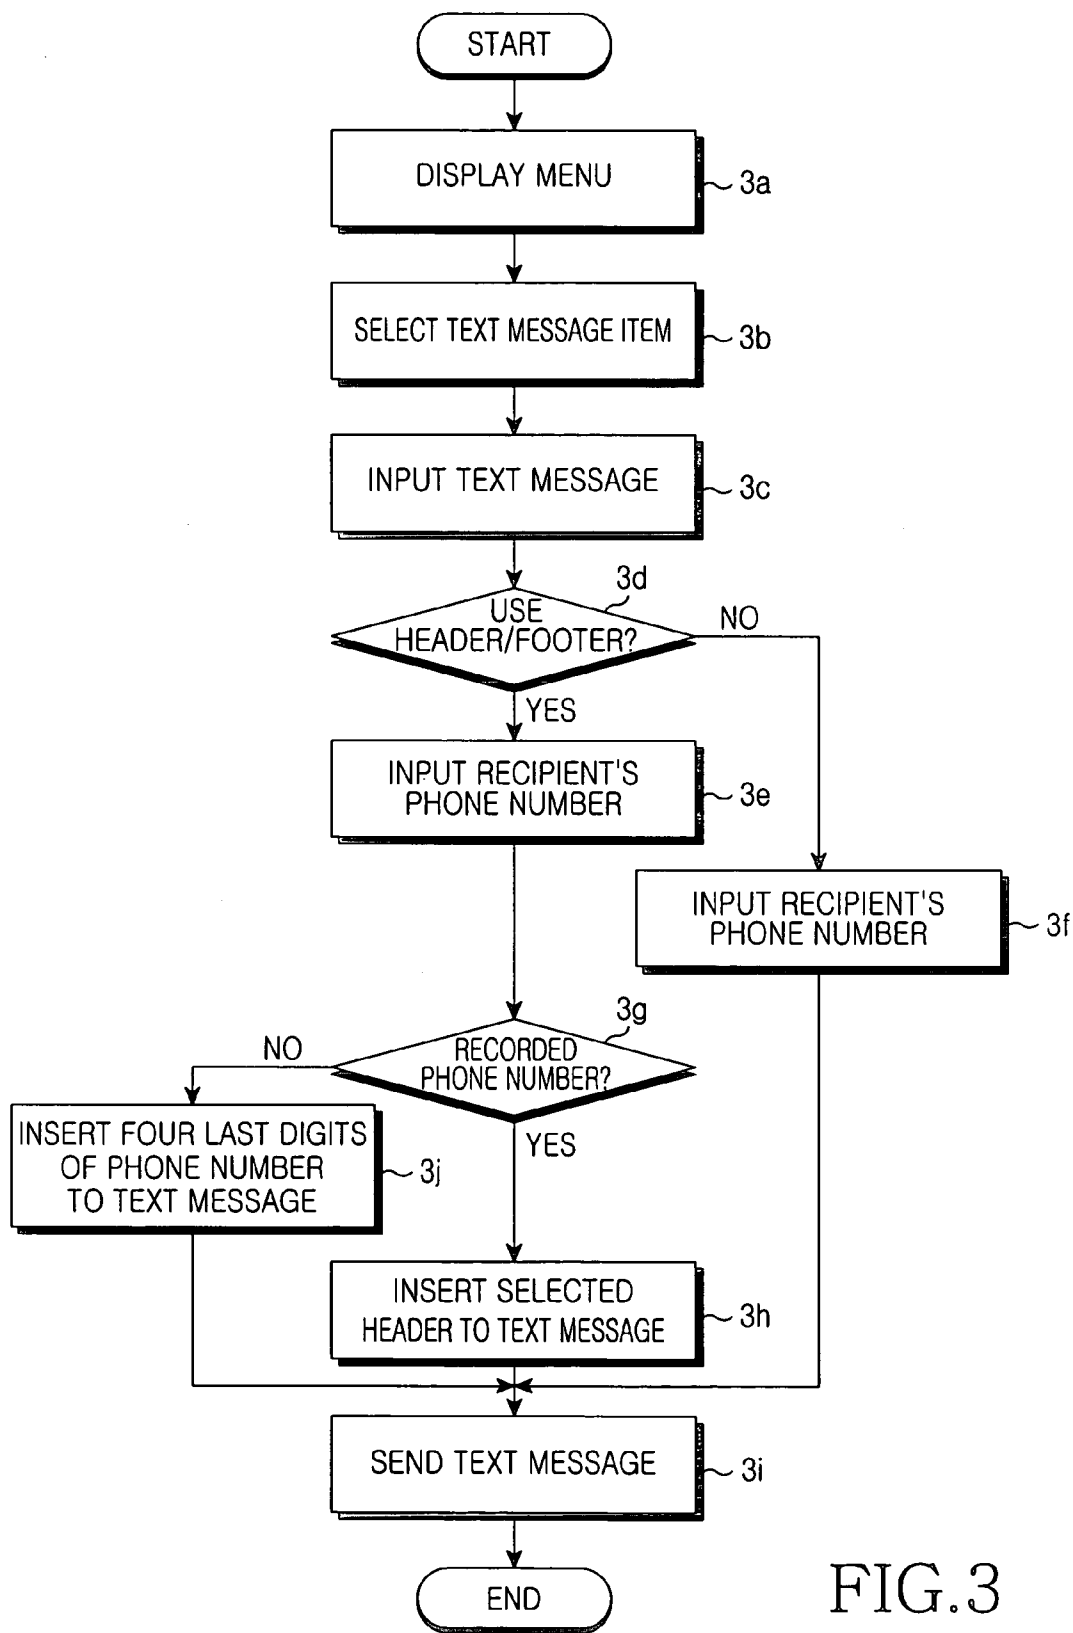 START
DISPLAY MENU
3a
SELECT TEXT MESSAGE ITEM
3b
INPUT TEXT MESSAGE
3c
3d
USE
HEADER/FOOTER?
NO
YES
INPUT RECIPIENT'S
PHONE NUMBER
3e
INPUT RECIPIENT'S
PHONE NUMBER
3f
3g
RECORDED
PHONE NUMBER?
NO
YES
INSERT FOUR LAST DIGITS
OF PHONE NUMBER
TO TEXT MESSAGE
3j
INSERT SELECTED
HEADER TO TEXT MESSAGE
3h
SEND TEXT MESSAGE
3i
END
FIG.3